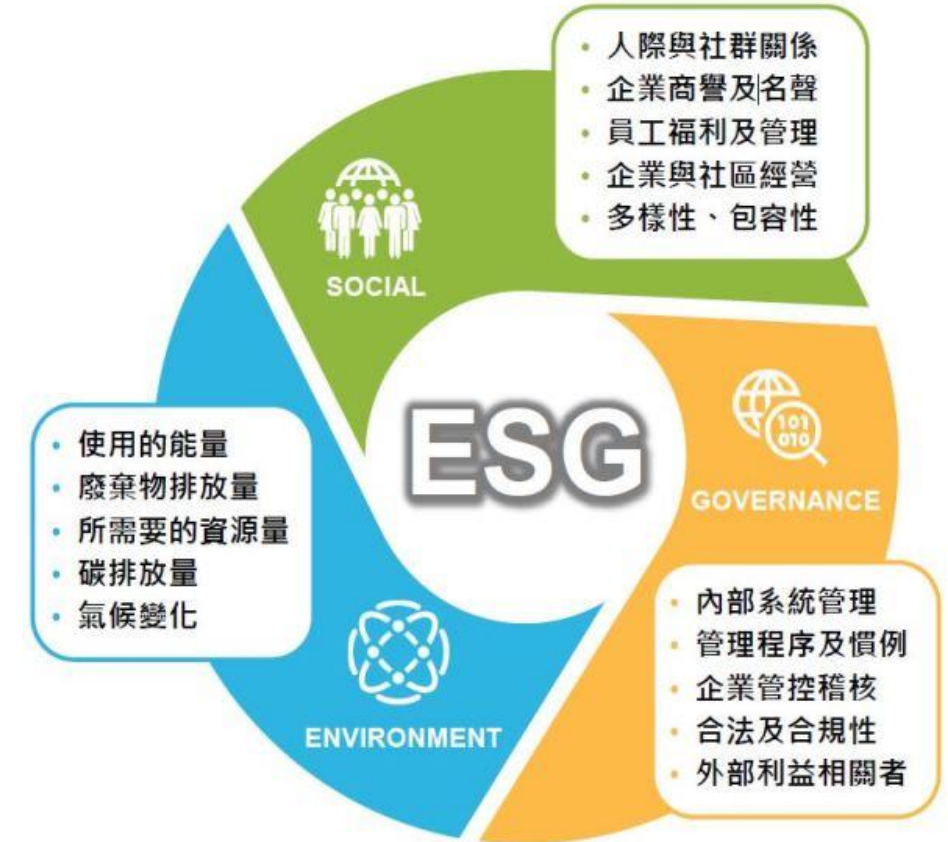 • 人際與社群關係
• 企業商譽及名聲
• 員工福利及管理
• 企業與社區經營
• 多樣性、包容性
SOCIAL
ESG
101
010
GOVERNANCE
• 使用的能量
• 廢棄物排放量
• 所需要的資源量
• 碳排放量
• 氣候變化
ENVIRONMENT
• 內部系統管理
• 管理程序及慣例
• 企業管控稽核
• 合法及合規性
• 外部利益相關者